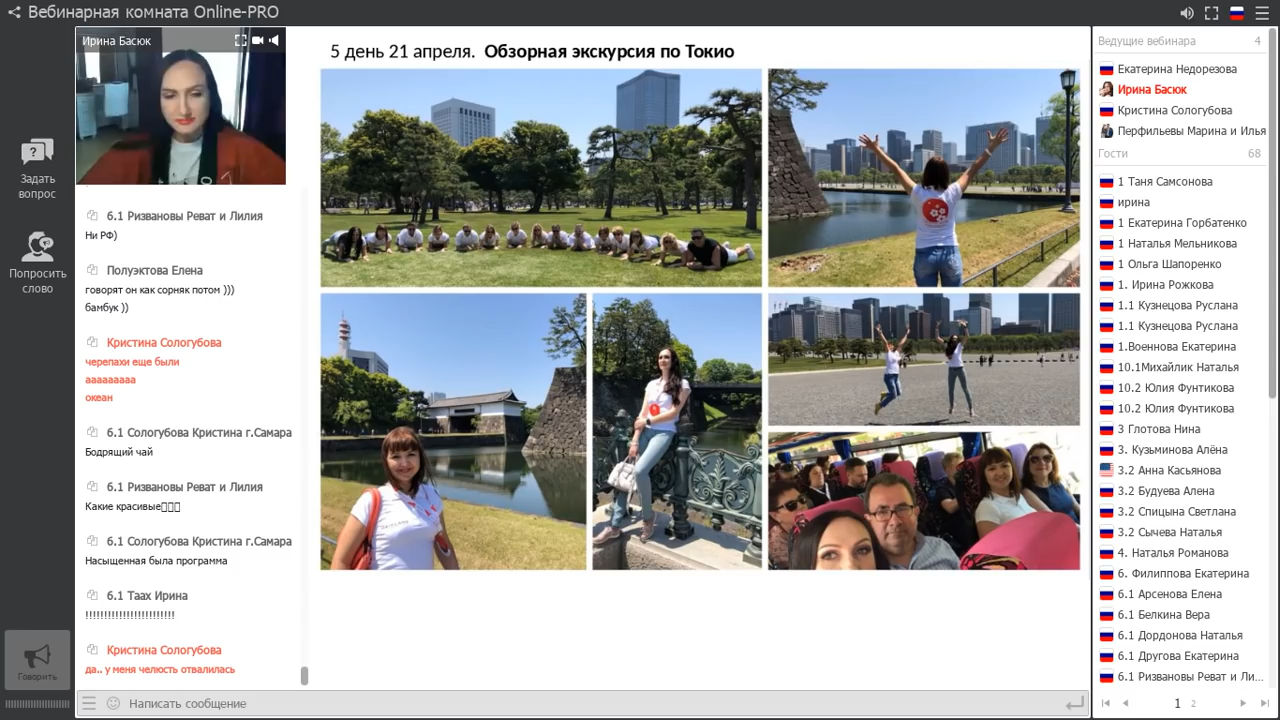 Вебинарная комната Online-PRO
Ирина Басюк
Задать
вопрос
Попросить
слово
Говорить
6.1 Ризвановы Реват и Лилия
Ни РФ)
Полуэктова Елена
говорят он как сорняк потом )))
бамбук ))
Кристина Сологубова
черепахи еще были
ааааааааа
океан
6.1 Сологубова Кристина г.Самара
Бодрящий чай
6.1 Ризвановы Реват и Лилия
Какие красивые
6.1 Сологубова Кристина г.Самара
Насыщенная была программа
6.1 Таах Ирина
!!!!!!!!!!!!!!!!!!!!!!!!
Кристина Сологубова
да.. у меня челюсть отвалилась
Написать сообщение
5 день 21 апреля. Обзорная экскурсия по Токио
Ведущие вебинара 4
Екатерина Недорезова
Ирина Басюк
Кристина Сологубова
Перфильевы Марина и Илья
Гости 68
1 Таня Самсонова
ирина
1 Екатерина Горбатенко
1 Наталья Мельникова
1 Ольга Шапоренко
1. Ирина Рожкова
1.1 Кузнецова Руслана
1.1 Кузнецова Руслана
1.Военнова Екатерина
10.1Михайлик Наталья
10.2 Юлия Фунтикова
10.2 Юлия Фунтикова
3 Глотова Нина
3. Кузьминова Алёна
3.2 Анна Касьянова
3.2 Будуева Алена
3.2 Спицына Светлана
3.2 Сычева Наталья
4. Наталья Романова
6. Филиппова Екатерина
6.1 Арсенова Елена
6.1 Белкина Вера
6.1 Дордонова Наталья
6.1 Другова Екатерина
6.1 Ризвановы Реват и Ли...
1 2